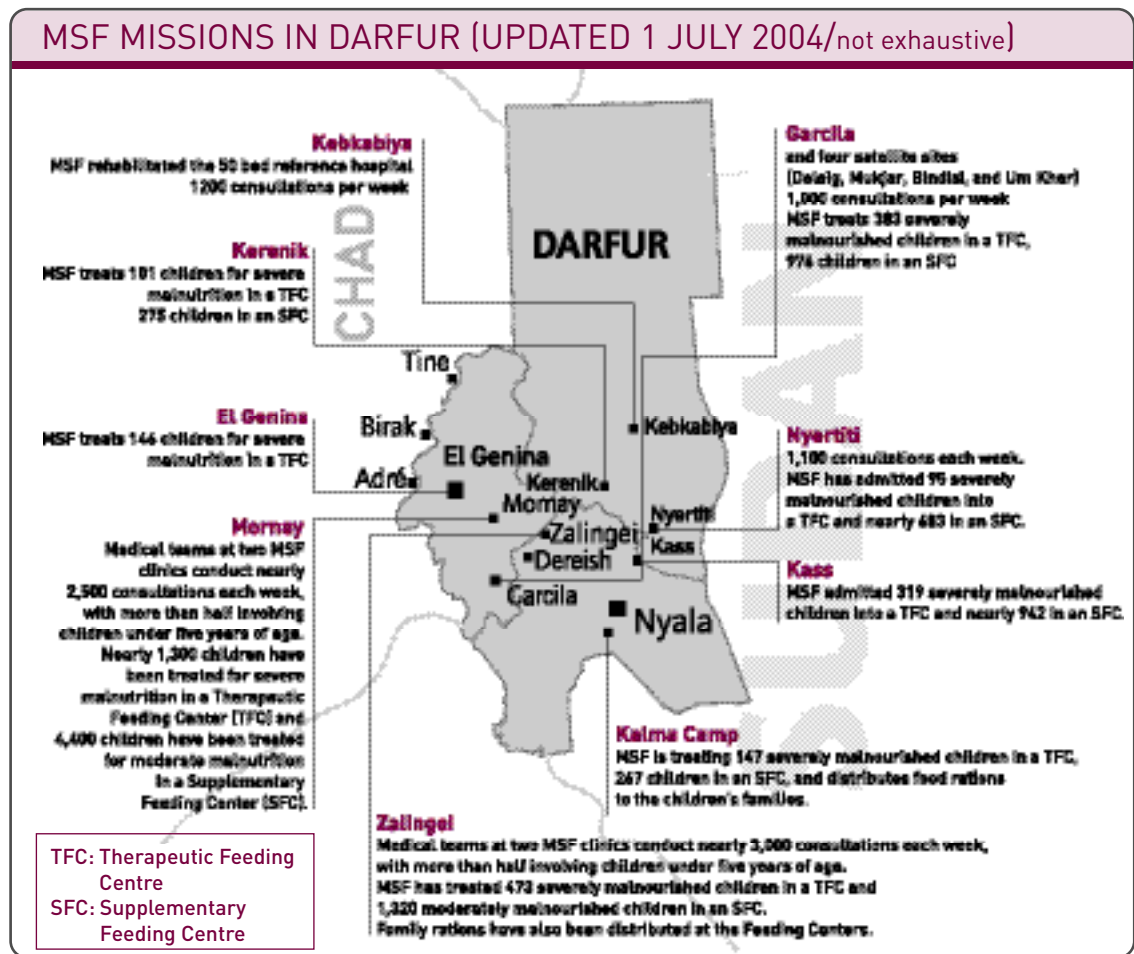 MSF MISSIONS IN DARFUR (UPDATED 1 JULY 2004/not exhaustive)
Kebkabiya
MSF rehabilitated the 50 bed reference hospital
1200 consultations per week
Kerenik
MSF treats 101 children for severe
malnutrition in a TFC
275 children in an SFC
El Genina
MSF treats 146 children for severe
malnutrition in a TFC
Mornay
Medical teams at two MSF
clinics conduct nearly
2,500 consultations each week,
with more than half involving
children under five years of age.
Nearly 1,300 children have
been treated for severe
malnutrition in a Therapeutic
Feeding Center (TFC) and
4,400 children have been treated
for moderate malnutrition
in a Supplementary
Feeding Center (SFC).
TFC: Therapeutic Feeding
Centre
SFC: Supplementary
Feeding Centre
CHAD
DARFUR
SUDAN
Tine
Birak
Adré
El Genina
Kerenik
Mornay
Zalingei
Dereish
Garcila
Kebkabiya
Nyertiti
Kass
Nyala
Garcila
and four satellite sites
(Deleig, Mukjar, Bindisi, and Um Kher)
1,000 consultations per week
MSF treats 383 severely
malnourished children in a TFC,
976 children in an SFC
Nyertiti
1,100 consultations each week.
MSF has admitted 95 severely
malnourished children into
a TFC and nearly 683 in an SFC.
Kass
MSF admitted 319 severely malnourished
children into a TFC and nearly 942 in an SFC.
Kalma Camp
MSF is treating 147 severely malnourished children in a TFC,
267 children in an SFC, and distributes food rations
to the children's families.
Zalingei
Medical teams at two MSF clinics conduct nearly 3,000 consultations each week,
with more than half involving children under five years of age.
MSF has treated 473 severely malnourished children in a TFC and
1,320 moderately malnourished children in an SFC.
Family rations have also been distributed at the Feeding Centers.